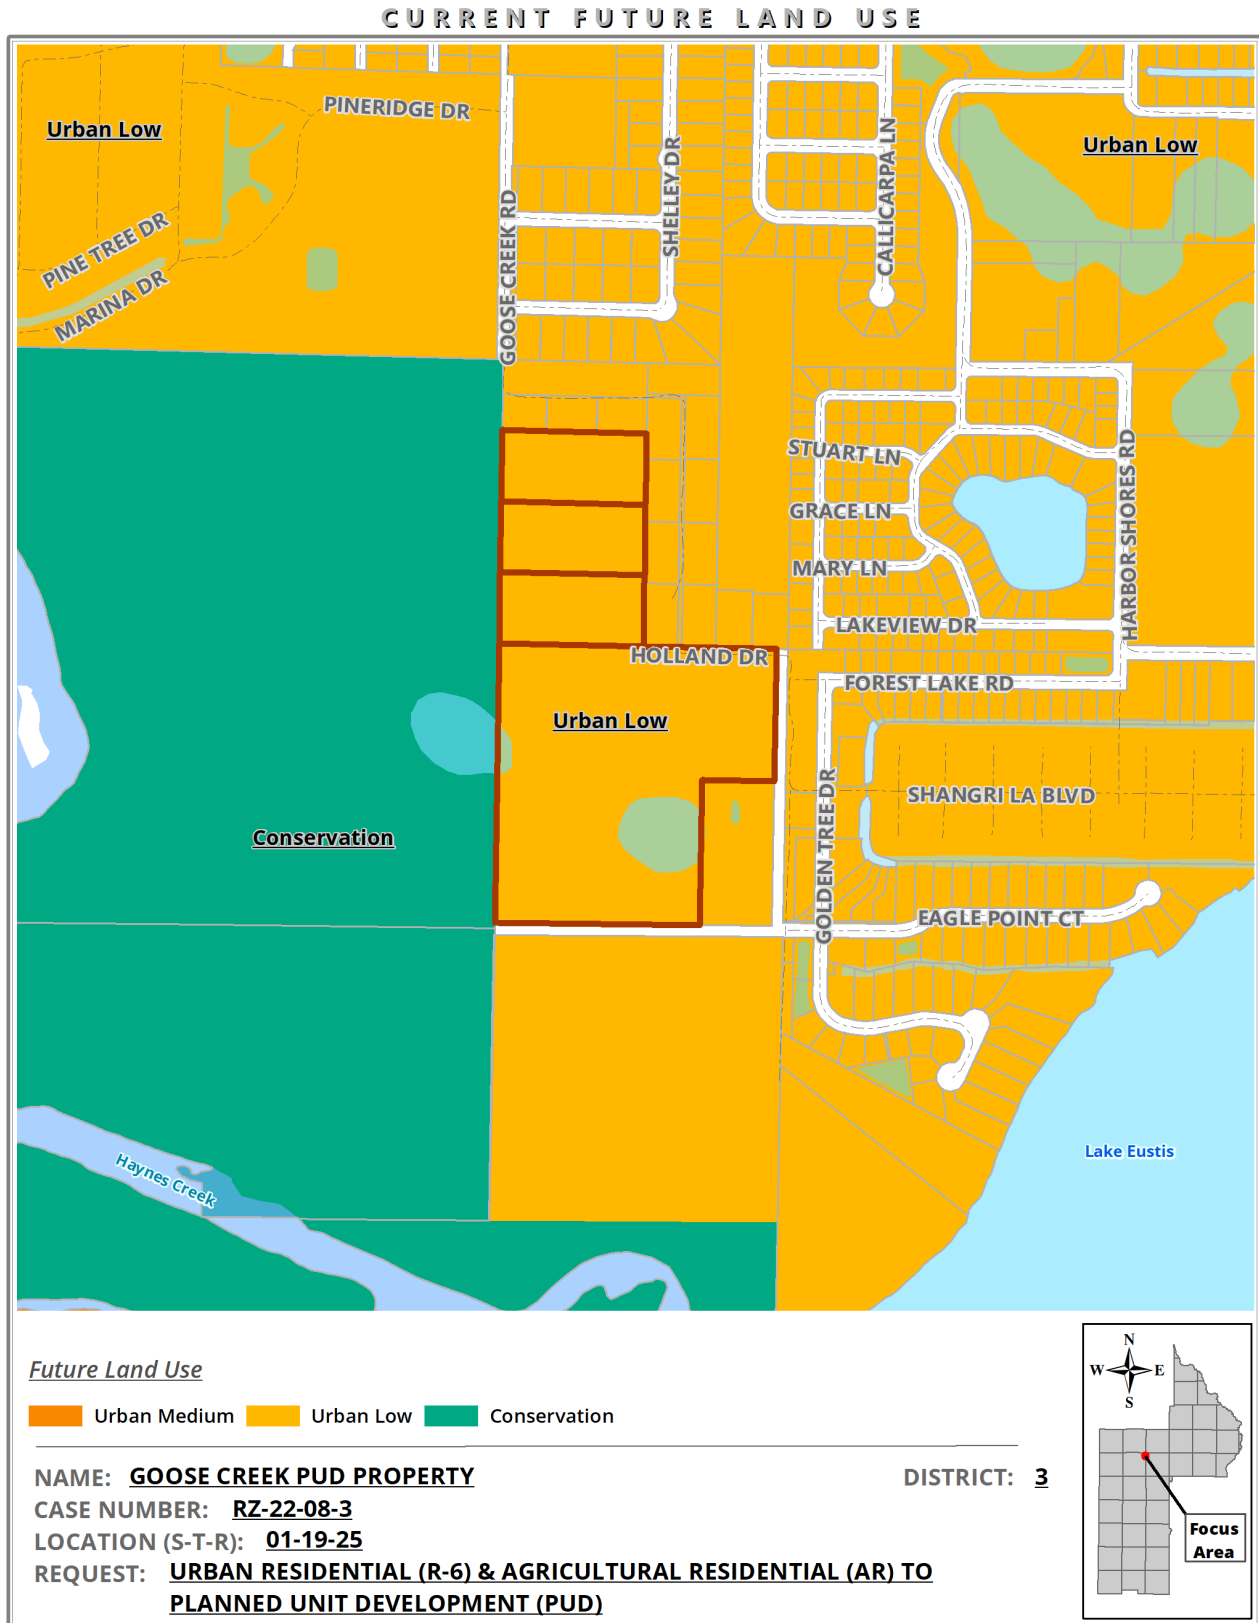 CURRENT FUTURE LAND USE
PINERIDGE DR
Urban Low
Urban Low
SHELLEY DR
CALLICARPA LN
GOOSE CREEK RD
PINE TREE DR
MARINA DR
STUART LN
HARBOR SHORES RD
GRACE LN
MARY LN
LAKEVIEW DR
HOLLAND DR
FOREST LAKE RD
Urban Low
SHANGRI LA BLVD
GOLDEN TREE DR
Conservation
EAGLE POINT CT
Lake Eustis
Haynes Creek
Future Land Use
Urban Medium
Urban Low
Conservation
N
W E
S
Focus
Area
NAME: GOOSE CREEK PUD PROPERTY
DISTRICT: 3
CASE NUMBER: RZ-22-08-3
LOCATION (S-T-R): 01-19-25
REQUEST: URBAN RESIDENTIAL (R-6) & AGRICULTURAL RESIDENTIAL (AR) TO
PLANNED UNIT DEVELOPMENT (PUD)